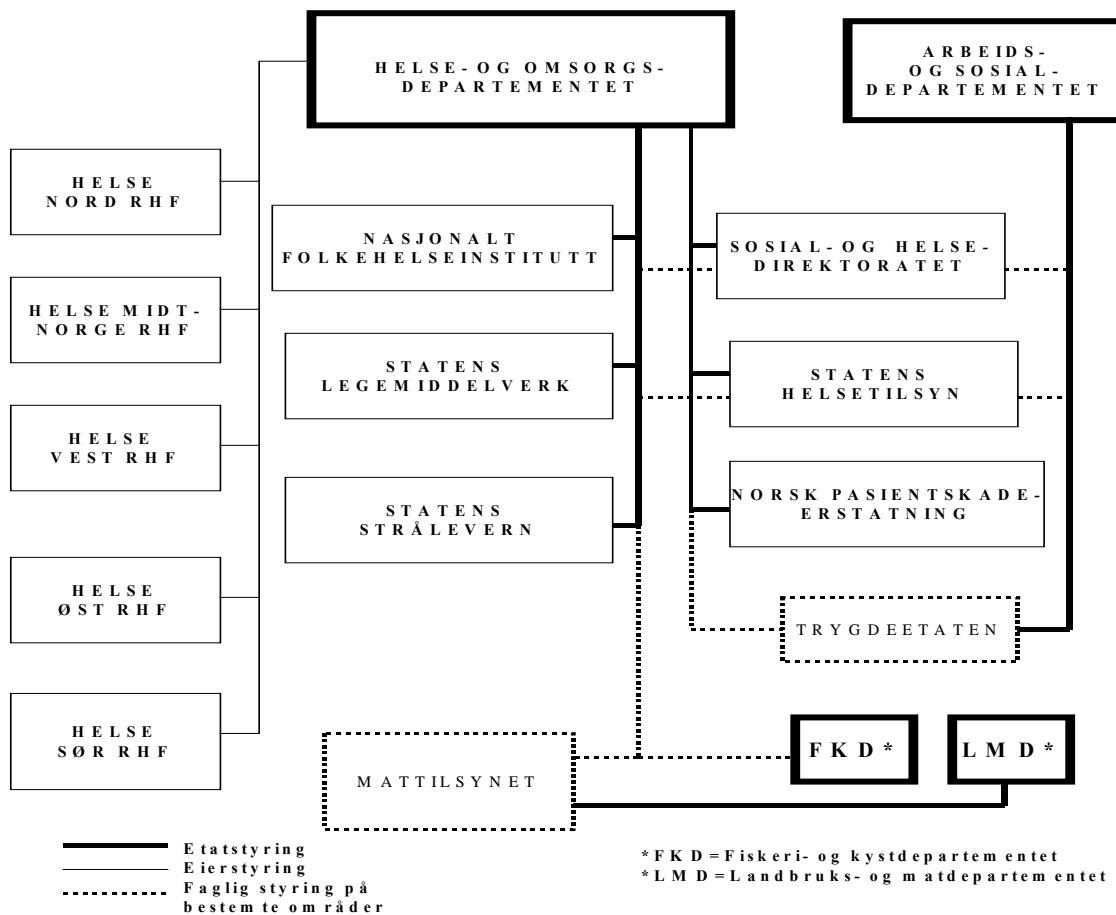 HELSE- OG OMSORGS-
DEPARTEMENTET
ARBEIDS-
OG SOSIAL-
DEPARTEMENTET
HELSE
NORD RHF
NASJONALT
FOLKEHELSEINSTITUTT
SOSIAL- OG HELSE-
DIREKTORATET
HELSE MIDT-
NORGE RHF
STATENS
LEGEMIDDELVERK
STATENS
HELSETILSYN
HELSE
VEST RHF
STATENS
STRÅLEVERN
NORSK PASIENTSKADE-
ERSTATNING
HELSE
ØST RHF
TRYGDEETATEN
HELSE
SØR RHF
MATTILSYNET
FKD*
LMD*
Etatstyring
Eierstyring
Faglig styring på
bestemte områder
*FKD=Fiskeri- og kystdepartementet
*LMD=Landbruks- og matdepartementet